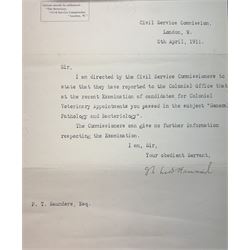 Civil Service Commission,
London, W.
5th April, 1911.
Sir,
I am directed by the Civil Service Commissioners to
state that they have reported to the Colonial Office that
at the recent Examination of candidates for Colonial
Veterinary Appointments you passed in the subject "General
Pathology and Bacteriology".
The Commissioners can give no further information
respecting the Examination.
I am, Sir,
Your obedient Servant,
P. T. Saunders, Esq.